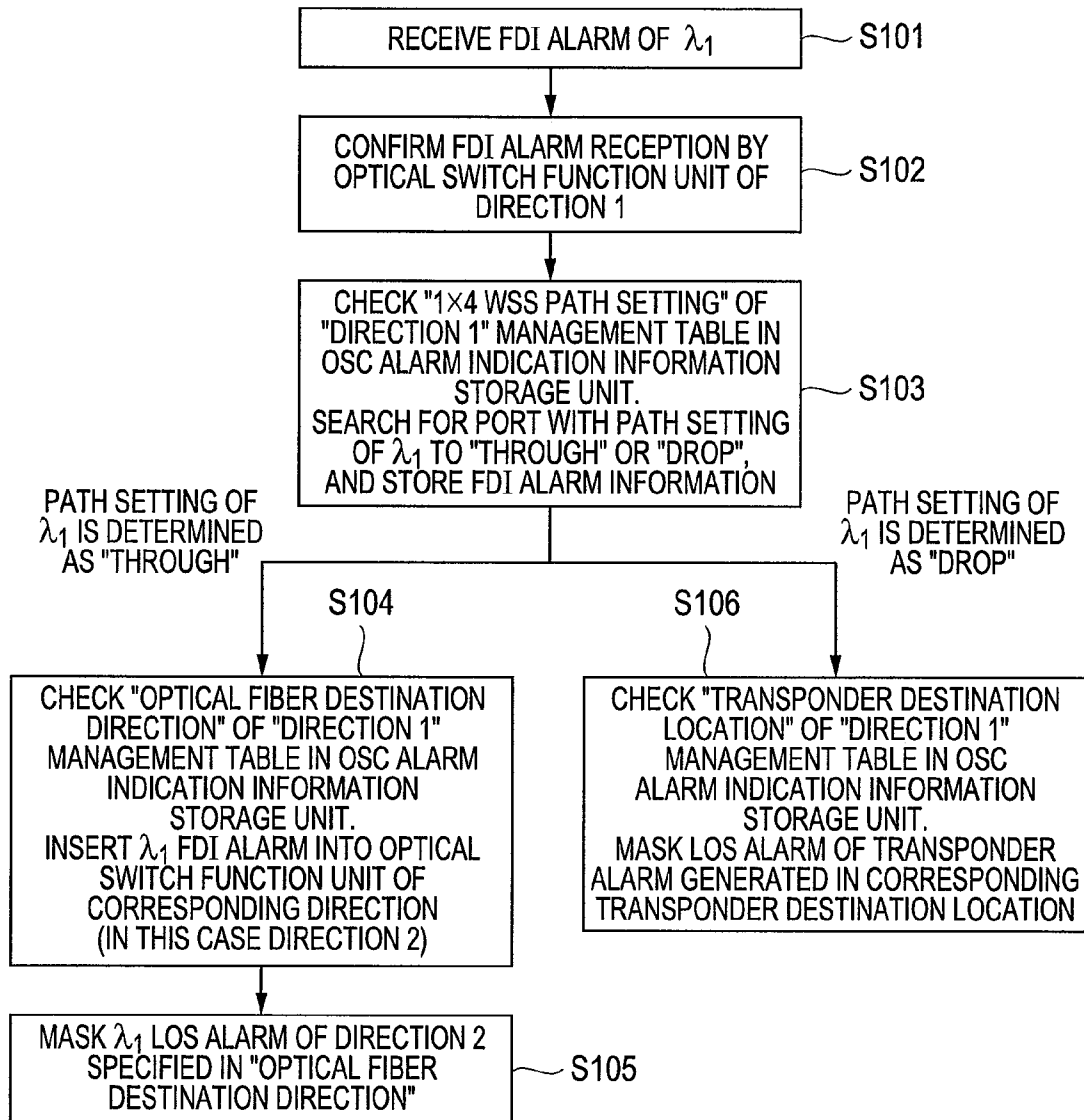 RECEIVE FDI ALARM OF λ1
S101
CONFIRM FDI ALARM RECEPTION BY
OPTICAL SWITCH FUNCTION UNIT OF
DIRECTION 1
S102
CHECK "1×4 WSS PATH SETTING" OF
"DIRECTION 1" MANAGEMENT TABLE IN
OSC ALARM INDICATION INFORMATION
STORAGE UNIT.
SEARCH FOR PORT WITH PATH SETTING
OF λ1 TO "THROUGH" OR "DROP",
AND STORE FDI ALARM INFORMATION
S103
PATH SETTING OF
λ1 IS DETERMINED
AS "THROUGH"
PATH SETTING OF
λ1 IS DETERMINED
AS "DROP"
S104
CHECK "OPTICAL FIBER DESTINATION
DIRECTION" OF "DIRECTION 1"
MANAGEMENT TABLE IN OSC ALARM
INDICATION INFORMATION
STORAGE UNIT.
INSERT λ1 FDI ALARM INTO OPTICAL
SWITCH FUNCTION UNIT OF
CORRESPONDING DIRECTION
(IN THIS CASE DIRECTION 2)
S106
CHECK "TRANSPONDER DESTINATION
LOCATION" OF "DIRECTION 1"
MANAGEMENT TABLE IN OSC
ALARM INDICATION INFORMATION
STORAGE UNIT.
MASK LOS ALARM OF TRANSPONDER
ALARM GENERATED IN CORRESPONDING
TRANSPONDER DESTINATION LOCATION
MASK λ1 LOS ALARM OF DIRECTION 2
SPECIFIED IN "OPTICAL FIBER
DESTINATION DIRECTION"
S105